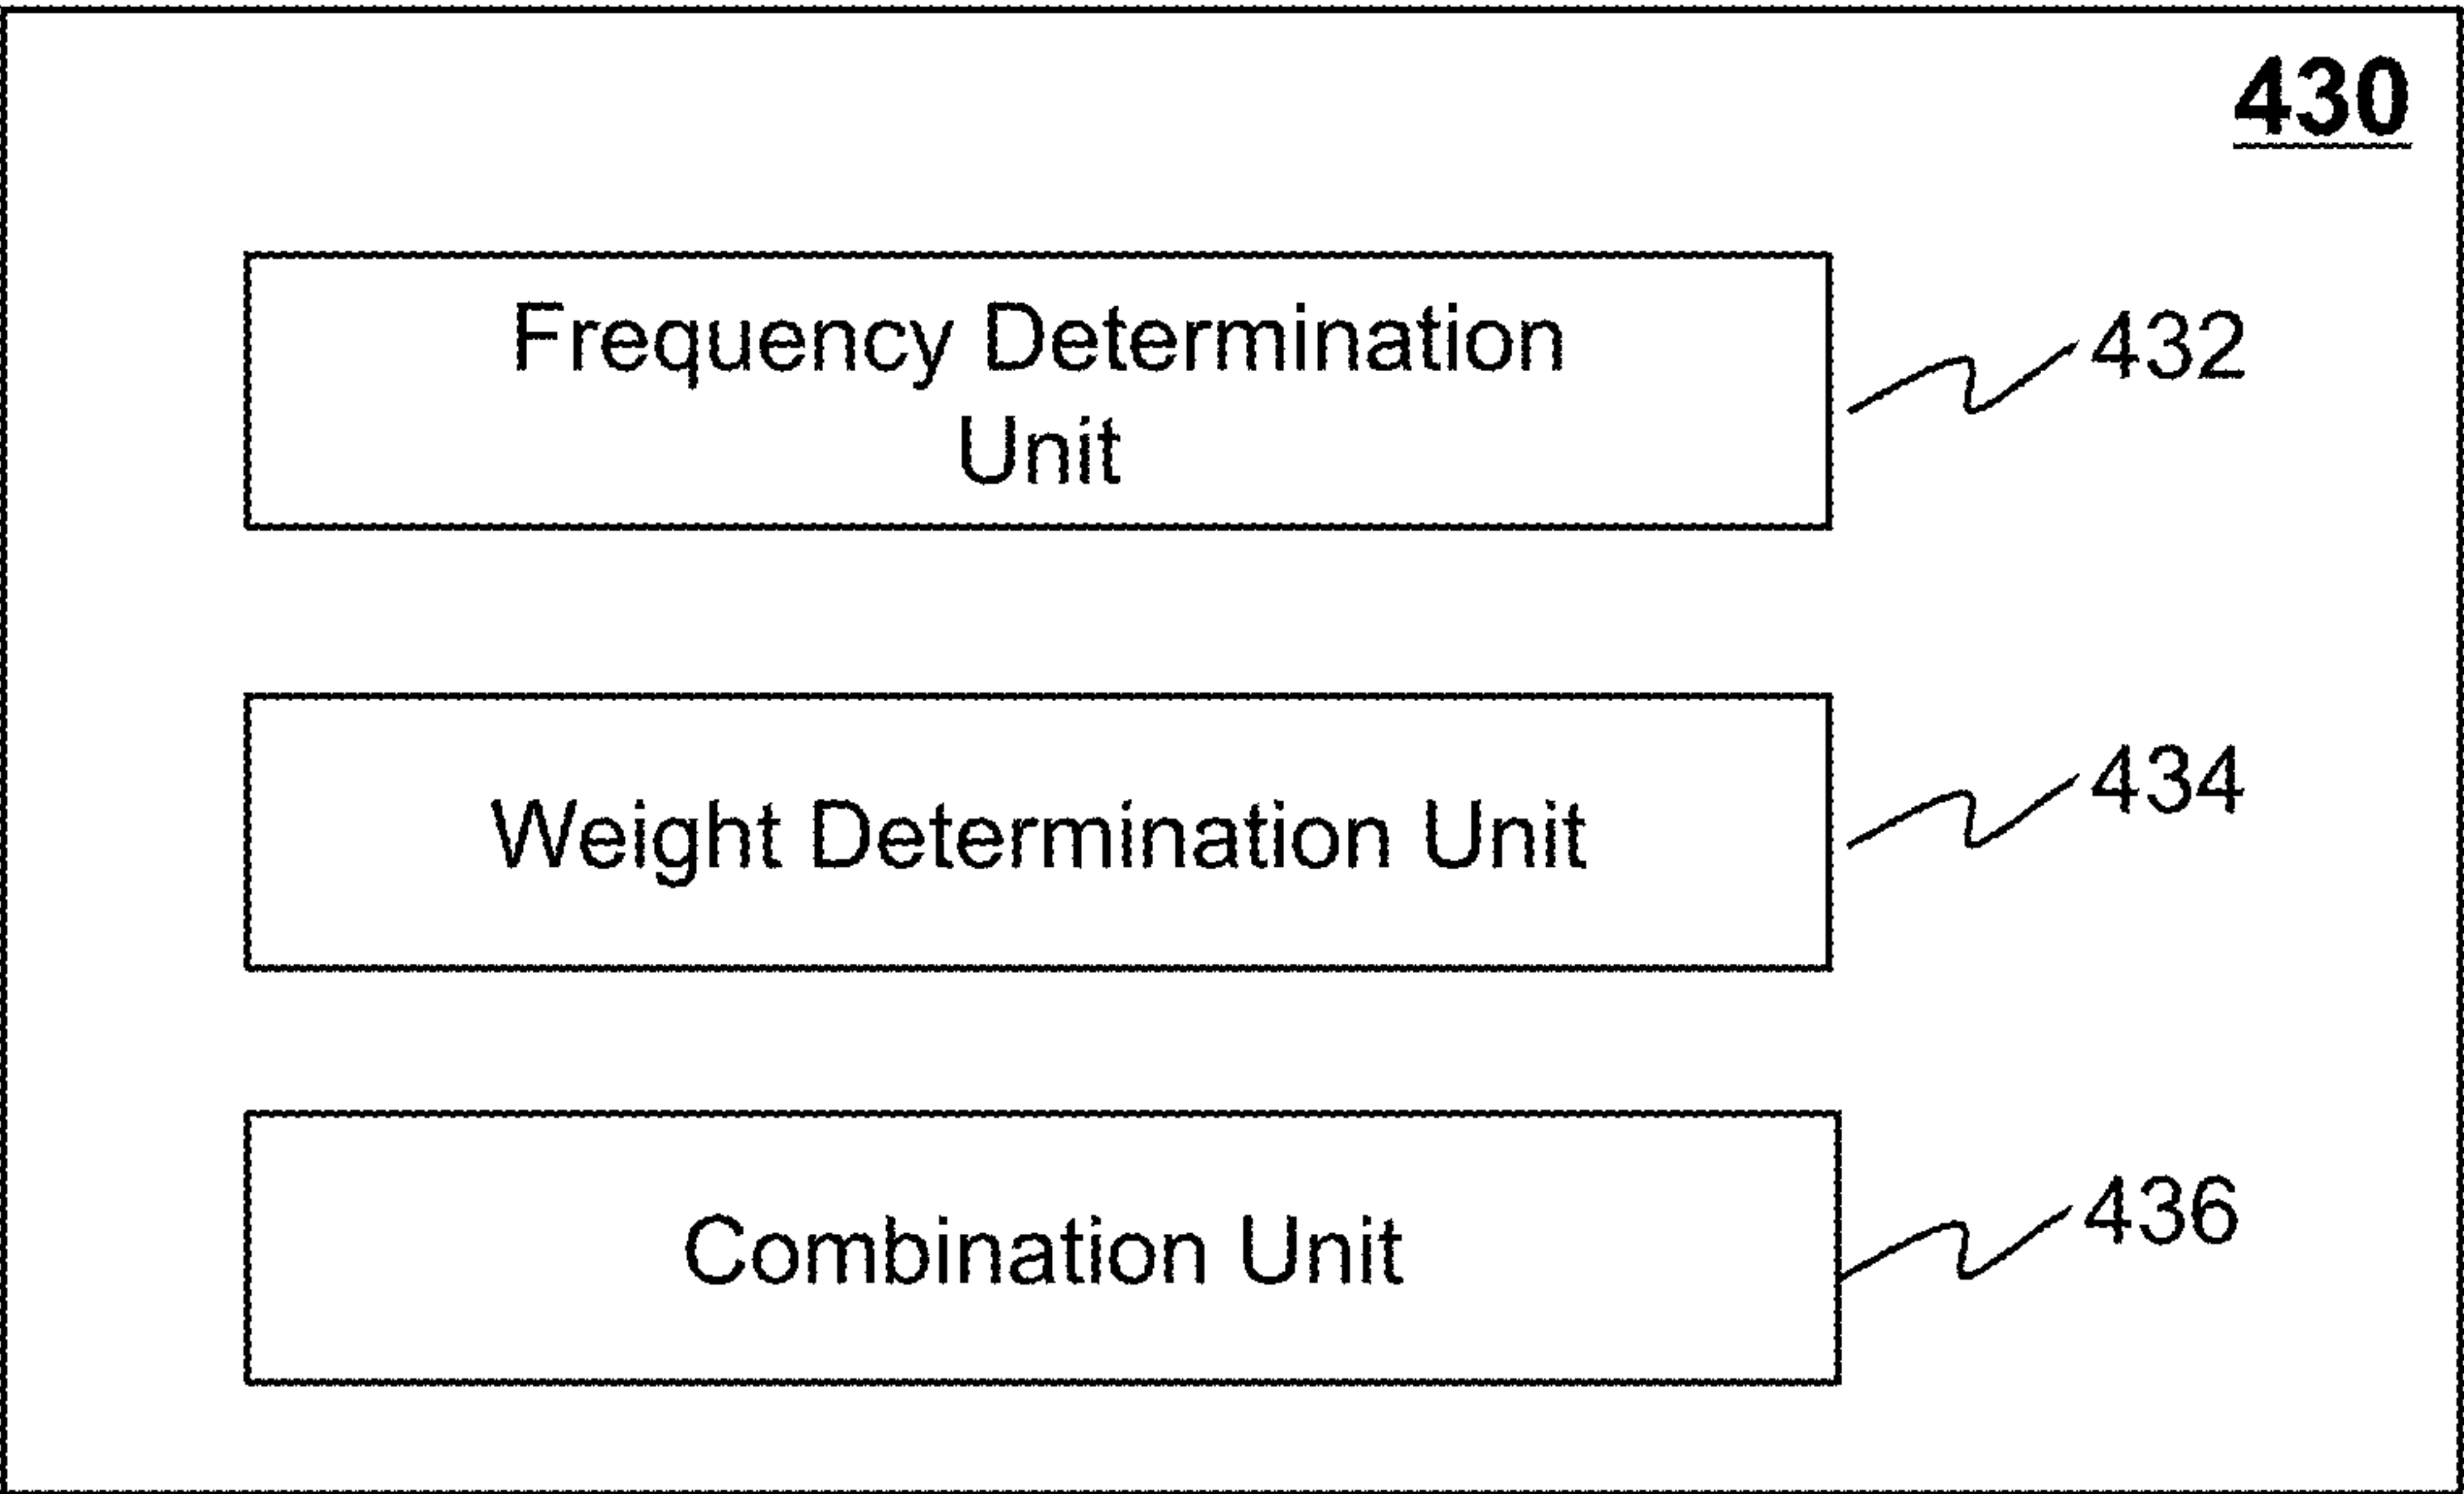 430
Frequency Determination
Unit
432
Weight Determination Unit
434
Combination Unit
436